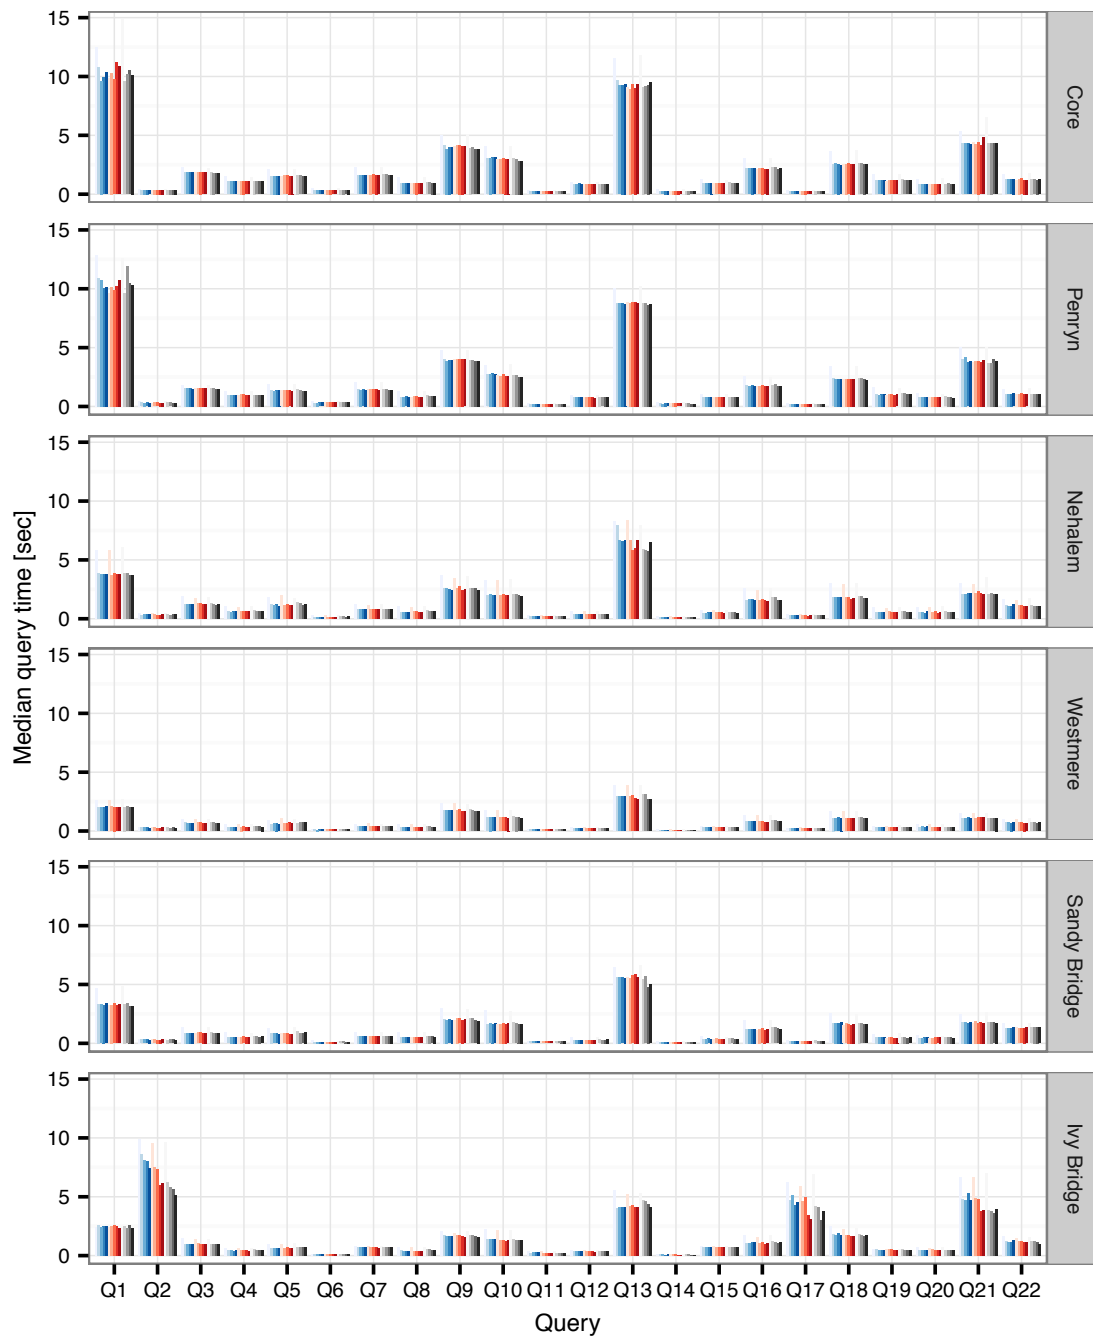 15
10
5
0
Core
15
10
5
0
Penryn
15
10
5
0
Nehalem
15
10
5
0
Westmere
15
10
5
0
Sandy Bridge
15
10
5
0
Ivy Bridge
Median query time [sec]
Q1 Q2 Q3 Q4 Q5 Q6 Q7 Q8 Q9 Q10 Q11 Q12 Q13 Q14 Q15 Q16 Q17 Q18 Q19 Q20 Q21 Q22
Query